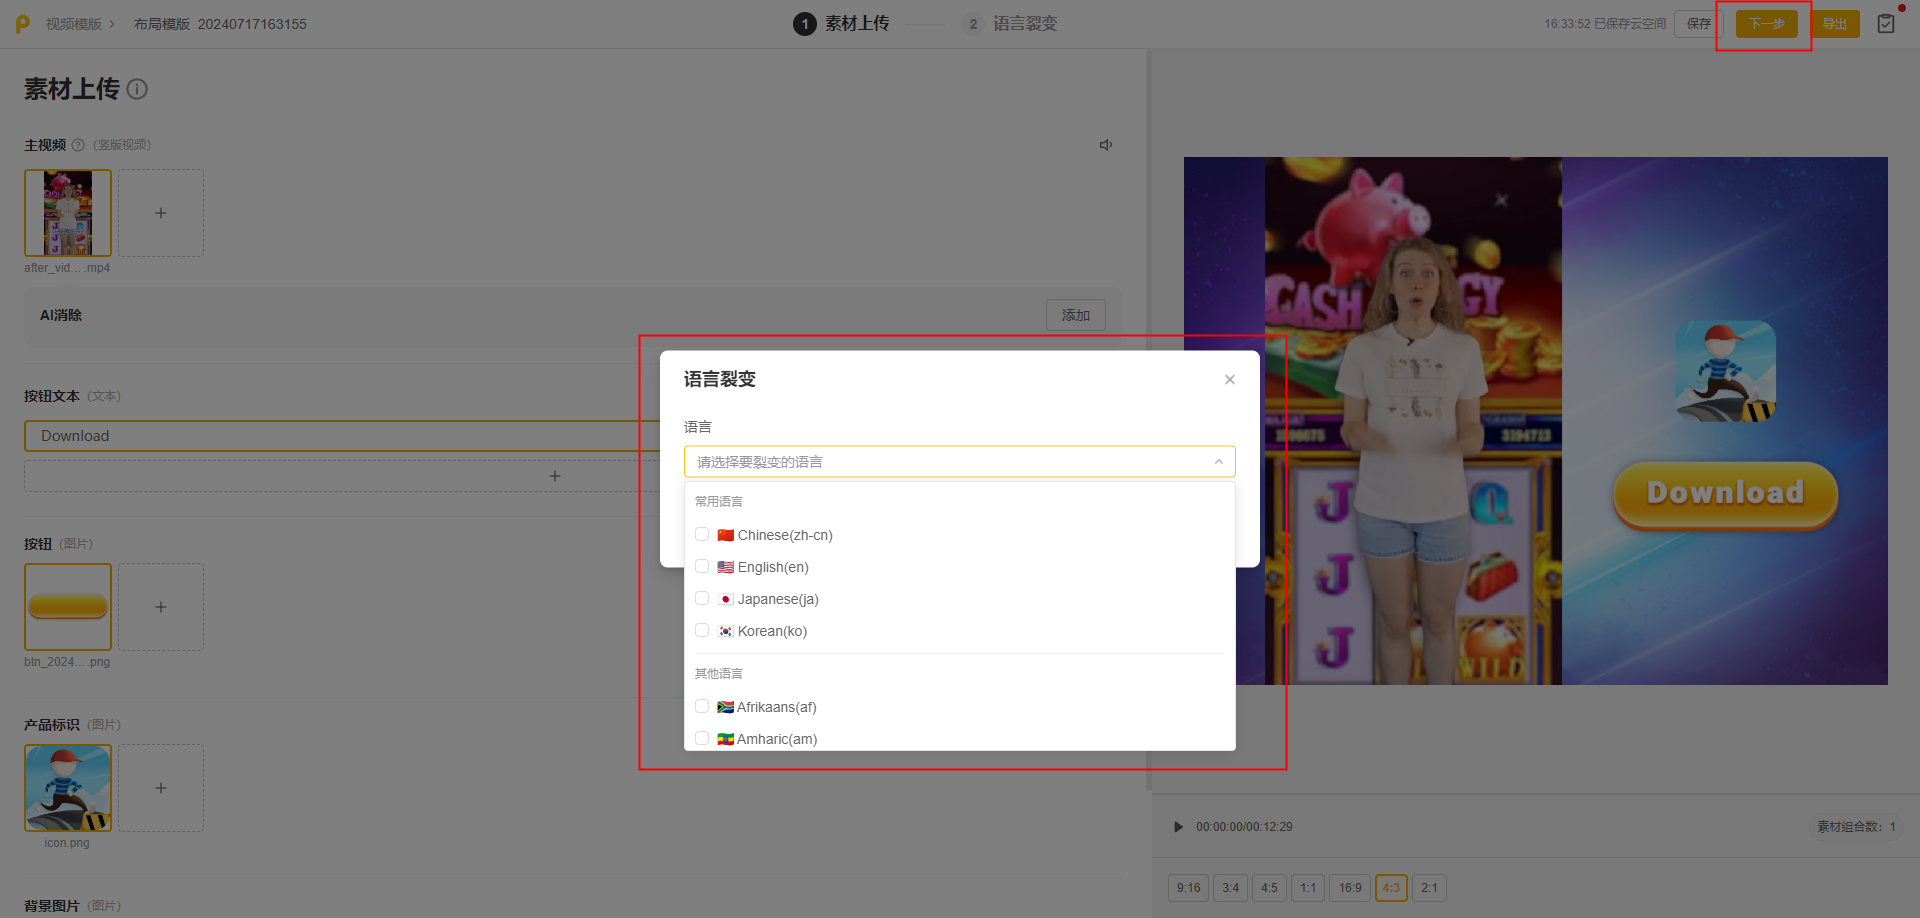 视频模版 > 布局模版 20240717163155
1 素材上传
2 语言裂变
16:33:52 已保存云空间
保存
下一步
导出
素材上传
主视频 (竖版视频)
after_vid....mp4
AI消除
添加
按钮文本 (文本)
Download
按钮 (图片)
btn_2024....png
产品标识 (图片)
icon.png
背景图片 (图片)
语言裂变
语言
请选择要裂变的语言
常用语言
Chinese(zh-cn)
English(en)
Japanese(ja)
Korean(ko)
其他语言
Afrikaans(af)
Amharic(am)
CASH
GY
3194713
WILD
Download
00:00:00/00:12:29
素材组合数: 1
9:16
3:4
4:5
1:1
16:9
4:3
2:1